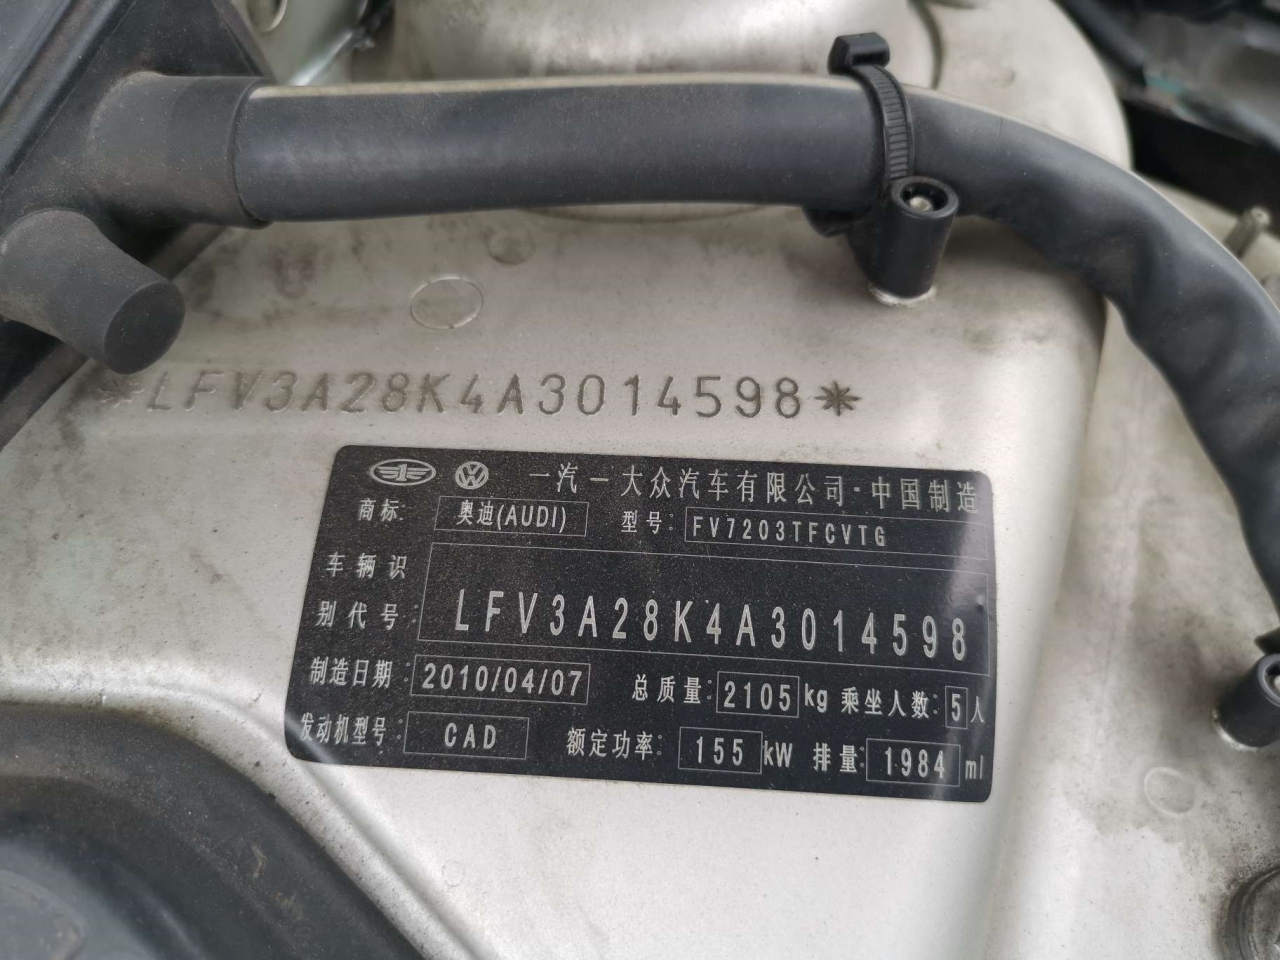 *LFV3A28K4A3014598*
一汽-大众汽车有限公司·中国制造
商标: 奥迪(AUDI) 型号: FV7203TFCVTG
车辆识
别代号: LFV3A28K4A3014598
制造日期: 2010/04/07 总质量: 2105 kg 乘坐人数: 5 人
发动机型号: CAD 额定功率: 155 kW 排量: 1984 ml